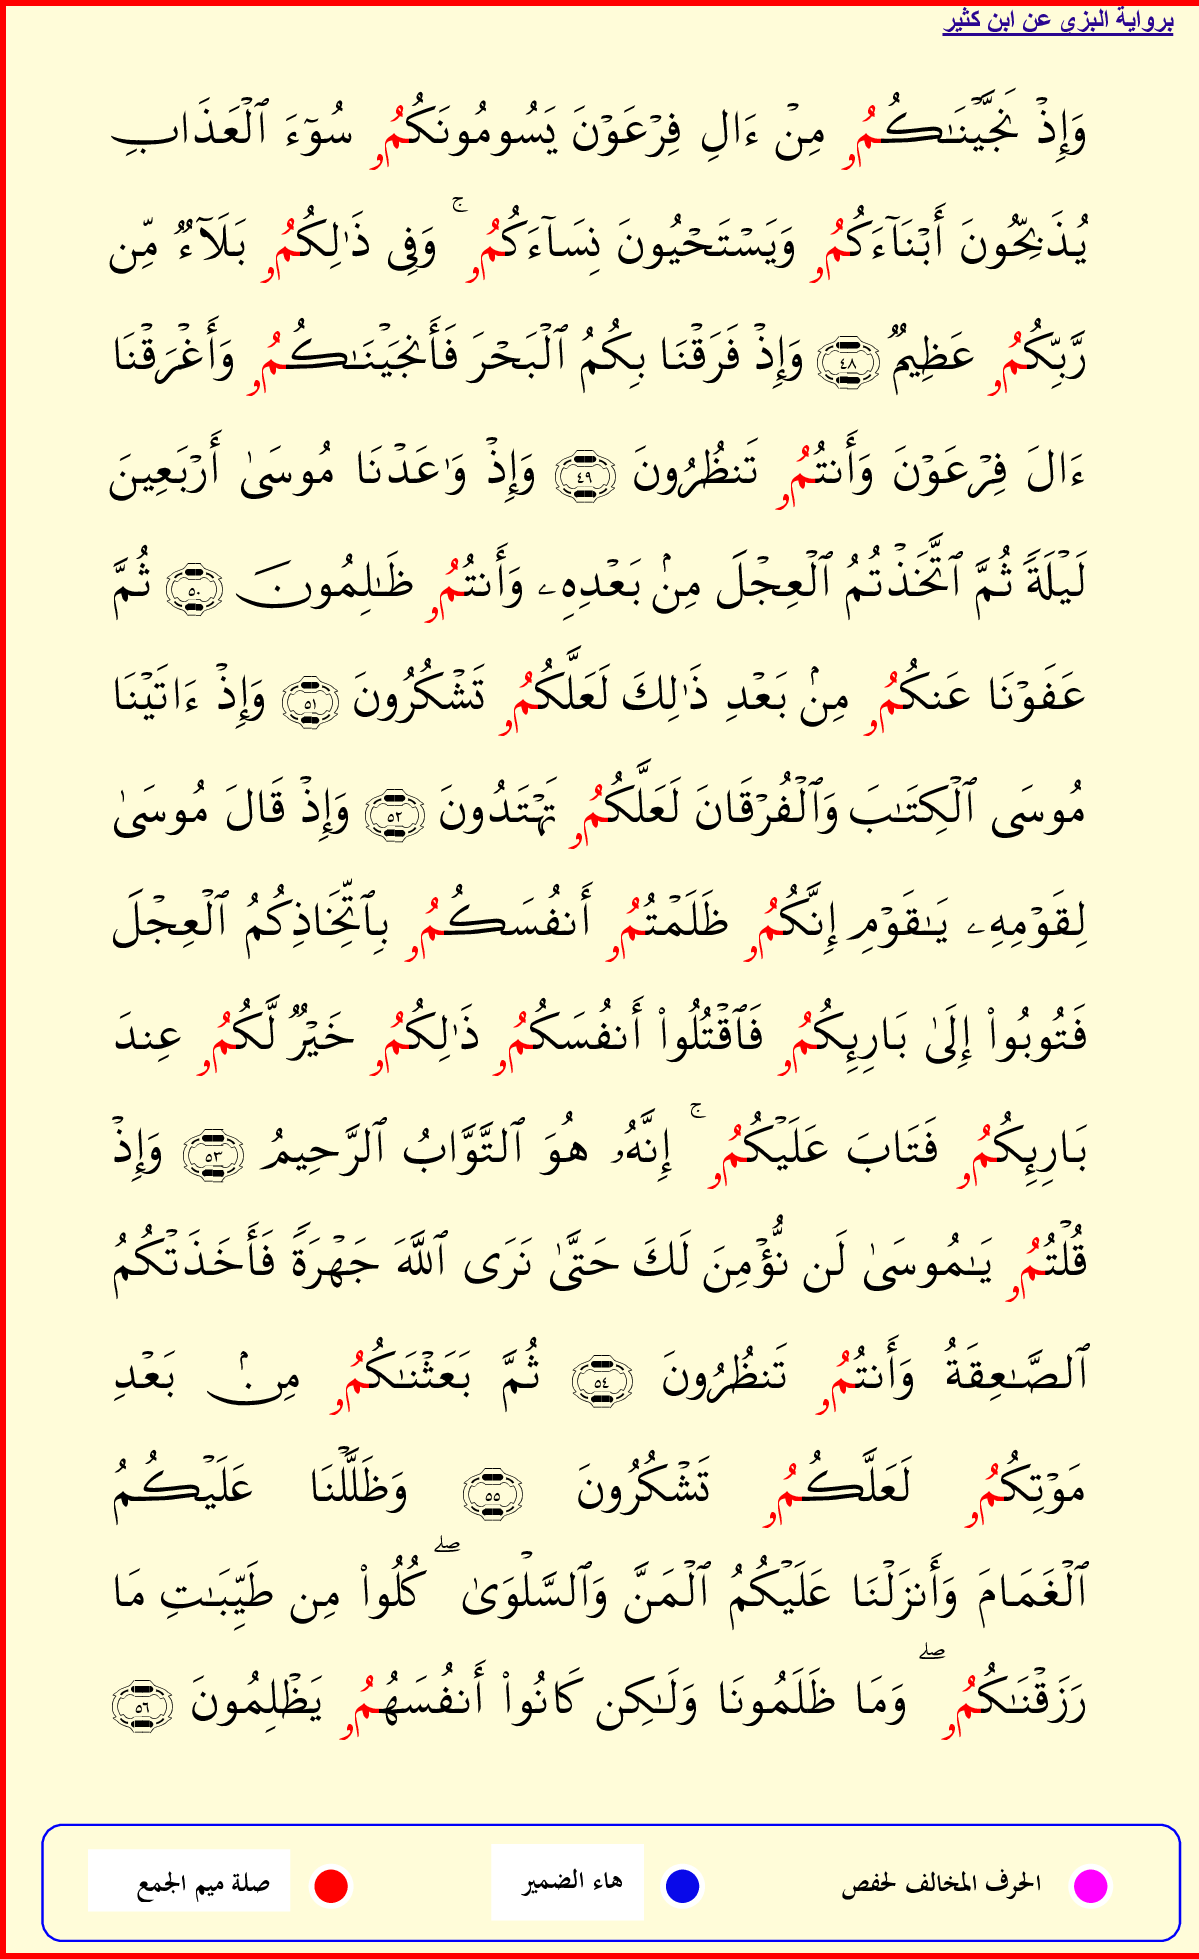 برواية البزي عن ابن كثير
وَإِذۡ نَجَّيۡنَٰكُمُۥ مِنۡ ءَالِ فِرۡعَوۡنَ يَسُومُونَكُمُۥ سُوٓءَ ٱلۡعَذَابِ
يُذَبِّحُونَ أَبۡنَآءَكُمُۥ وَيَسۡتَحۡيُونَ نِسَآءَكُمُۥ ۚ وَفِي ذَٰلِكُمُۥ بَلَآءٞ مِّن
رَّبِّكُمُۥ عَظِيمٞ ٤٨ وَإِذۡ فَرَقۡنَا بِكُمُ ٱلۡبَحۡرَ فَأَنجَيۡنَٰكُمُۥ وَأَغۡرَقۡنَا
ءَالَ فِرۡعَوۡنَ وَأَنتُمُۥ تَنظُرُونَ ٤٩ وَإِذۡ وَٰعَدۡنَا مُوسَىٰ أَرۡبَعِينَ
لَيۡلَةٗ ثُمَّ ٱتَّخَذۡتُمُ ٱلۡعِجۡلَ مِنۢ بَعۡدِهِۦ وَأَنتُمُۥ ظَٰلِمُونَ ٥٠ ثُمَّ
عَفَوۡنَا عَنكُمُۥ مِنۢ بَعۡدِ ذَٰلِكَ لَعَلَّكُمُۥ تَشۡكُرُونَ ٥١ وَإِذۡ ءَاتَيۡنَا
مُوسَى ٱلۡكِتَٰبَ وَٱلۡفُرۡقَانَ لَعَلَّكُمُۥ تَهۡتَدُونَ ٥٢ وَإِذۡ قَالَ مُوسَىٰ
لِقَوۡمِهِۦ يَٰقَوۡمِ إِنَّكُمُۥ ظَلَمۡتُمُۥ أَنفُسَكُمُۥ بِٱتِّخَاذِكُمُ ٱلۡعِجۡلَ
فَتُوبُواْ إِلَىٰ بَارِئِكُمُۥ فَٱقۡتُلُواْ أَنفُسَكُمُۥ ذَٰلِكُمُۥ خَيۡرٞ لَّكُمُۥ عِندَ
بَارِئِكُمُۥ فَتَابَ عَلَيۡكُمُۥ ۚ إِنَّهُۥ هُوَ ٱلتَّوَّابُ ٱلرَّحِيمُ ٥٣ وَإِذۡ
قُلۡتُمُۥ يَٰمُوسَىٰ لَن نُّؤۡمِنَ لَكَ حَتَّىٰ نَرَى ٱللَّهَ جَهۡرَةٗ فَأَخَذَتۡكُمُ
ٱلصَّٰعِقَةُ وَأَنتُمُۥ تَنظُرُونَ ٥٤ ثُمَّ بَعَثۡنَٰكُمُۥ مِنۢ بَعۡدِ
مَوۡتِكُمُۥ لَعَلَّكُمُۥ تَشۡكُرُونَ ٥٥ وَظَلَّلۡنَا عَلَيۡكُمُ
ٱلۡغَمَامَ وَأَنزَلۡنَا عَلَيۡكُمُ ٱلۡمَنَّ وَٱلسَّلۡوَىٰ ۖ كُلُواْ مِن طَيِّبَٰتِ مَا
رَزَقۡنَٰكُمُۥ ۖ وَمَا ظَلَمُونَا وَلَٰكِن كَانُواْ أَنفُسَهُمُۥ يَظۡلِمُونَ ٥٦
الحرف المخالف لحفص هاء الضمير صلة ميم الجمع